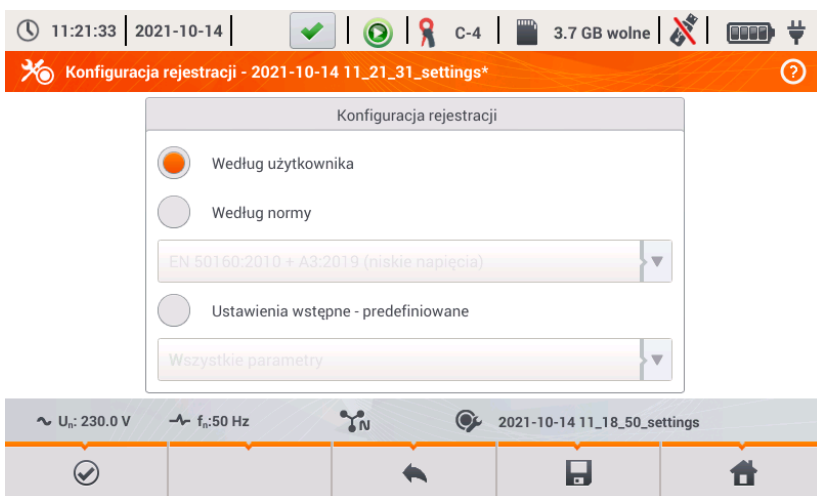 11:21:33 2021-10-14 C-4 3.7 GB wolne
Konfiguracja rejestracji - 2021-10-14 11_21_31_settings* ?
Konfiguracja rejestracji
Według użytkownika
Według normy
EN 50160:2010 + A3:2019 (niskie napięcia)
Ustawienia wstępne - predefiniowane
Wszystkie parametry
Un: 230.0 V fn:50 Hz N 2021-10-14 11_18_50_settings